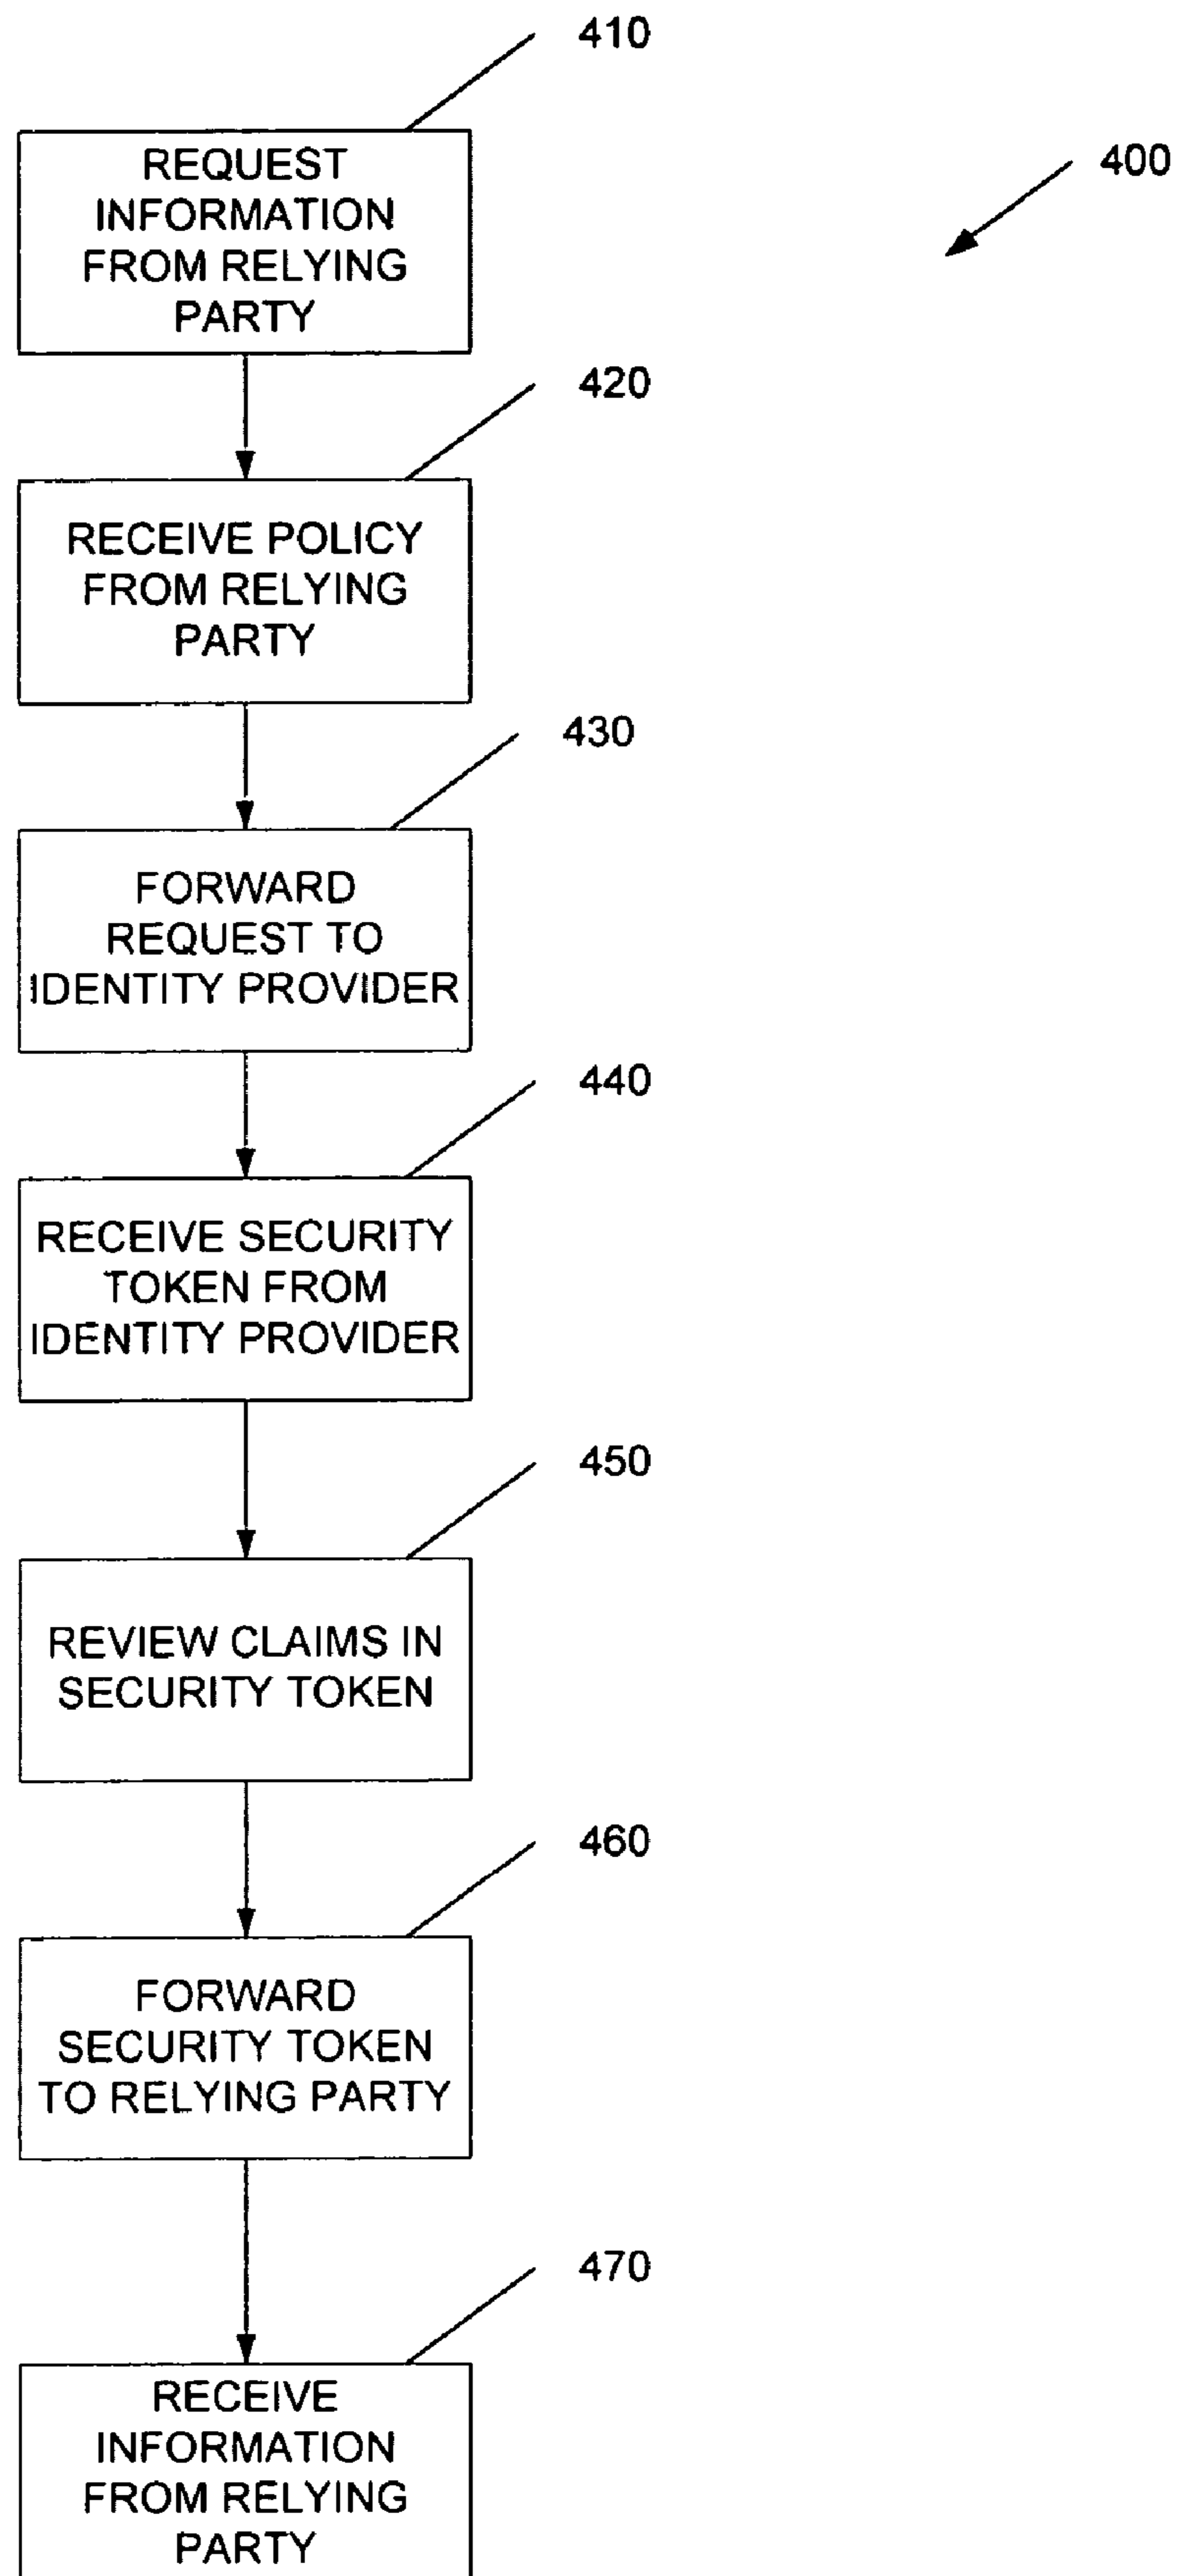 410
400
REQUEST
INFORMATION
FROM RELYING
PARTY
420
RECEIVE POLICY
FROM RELYING
PARTY
430
FORWARD
REQUEST TO
IDENTITY PROVIDER
440
RECEIVE SECURITY
TOKEN FROM
IDENTITY PROVIDER
450
REVIEW CLAIMS IN
SECURITY TOKEN
460
FORWARD
SECURITY TOKEN
TO RELYING PARTY
470
RECEIVE
INFORMATION
FROM RELYING
PARTY